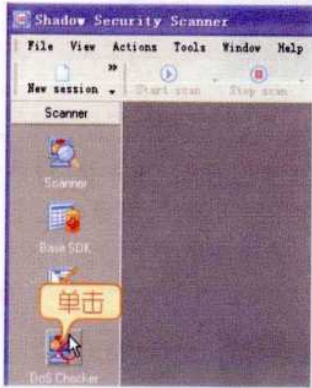 Shadow Security Scanner
File View Actions Tools Window Help
»
New session Start scan Stop scan
Scanner
Scanner
Base SDK
单击
DoS Checker